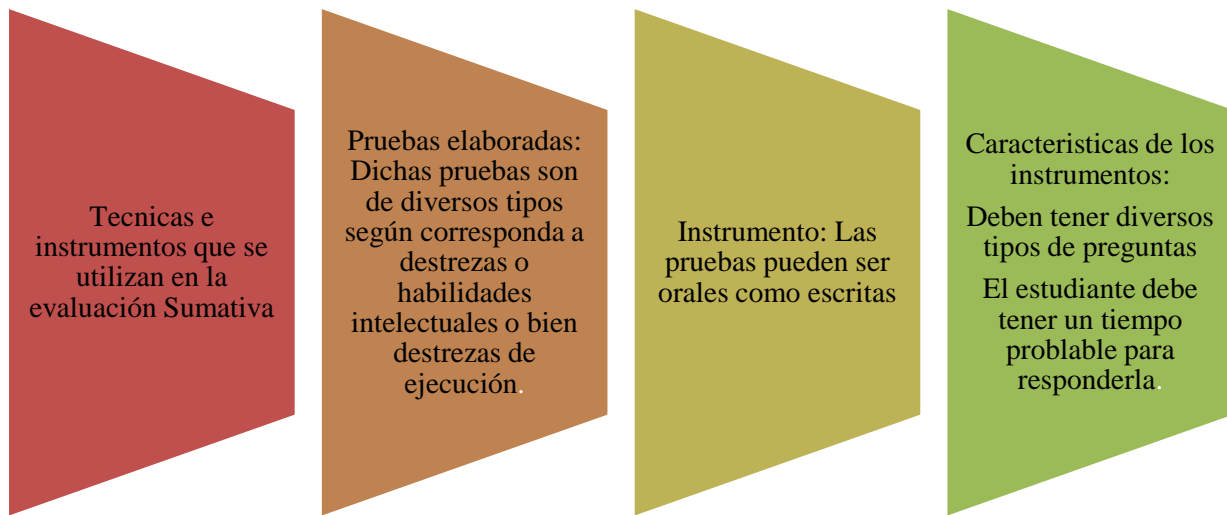 Tecnicas e
instrumentos que se
utilizan en la
evaluación Sumativa
Pruebas elaboradas:
Dichas pruebas son
de diversos tipos
según corresponda a
destrezas o
habilidades
intelectuales o bien
destrezas de
ejecución.
Instrumento: Las
pruebas pueden ser
orales como escritas
Caracteristicas de los
instrumentos:
Deben tener diversos
tipos de preguntas
El estudiante debe
tener un tiempo
problable para
responderla.